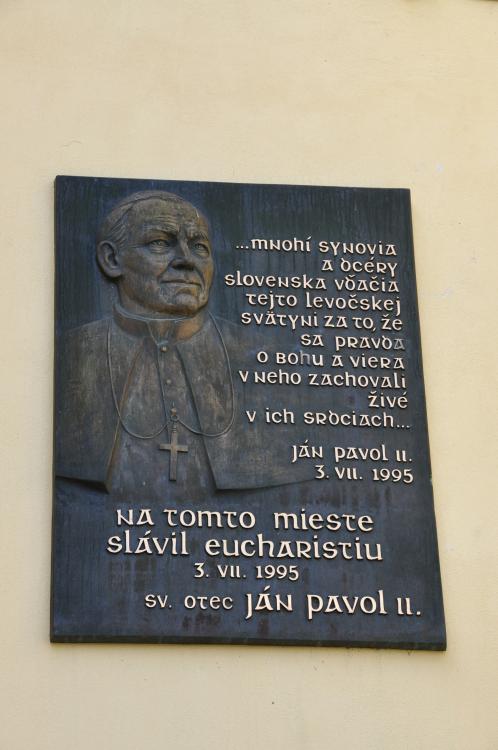 ...mnohí synovia
a dcéry
slovenska vďačia
tejto levočskej
svätyni za to, že
sa pravda
o Bohu a viera
v neho zachovali
živé
v ich srdciach...
Ján Pavol II.
3. VII. 1995
na tomto mieste
slávil eucharistiu
3. VII. 1995
sv. otec Ján Pavol II.